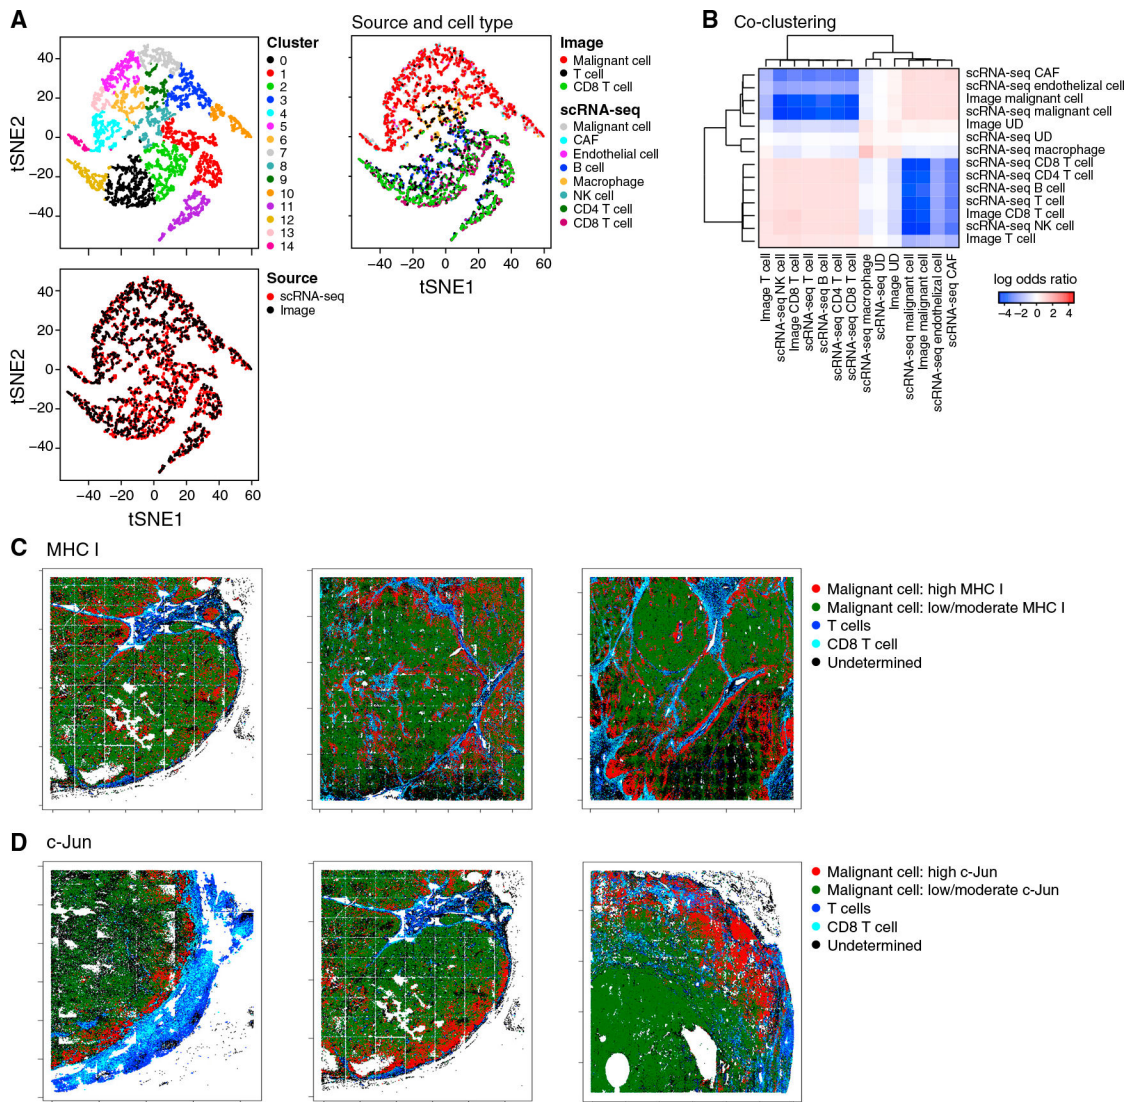 A
Source and cell type
B Co-clustering
tSNE2
40
20
0
−20
−40
Cluster
0
1
2
3
4
5
6
7
8
9
10
11
12
13
14
−40 −20 0 20 40 60
tSNE1
Image
Malignant cell
T cell
CD8 T cell
scRNA-seq
Malignant cell
CAF
Endothelial cell
B cell
Macrophage
NK cell
CD4 T cell
CD8 T cell
scRNA-seq CAF
scRNA-seq endothelizal cell
Image malignant cell
scRNA-seq malignant cell
Image UD
scRNA-seq UD
scRNA-seq macrophage
scRNA-seq CD8 T cell
scRNA-seq CD4 T cell
scRNA-seq B cell
scRNA-seq T cell
Image CD8 T cell
scRNA-seq NK cell
Image T cell
Image T cell
scRNA-seq NK cell
Image CD8 T cell
scRNA-seq T cell
scRNA-seq B cell
scRNA-seq CD4 T cell
scRNA-seq CD8 T cell
scRNA-seq macrophage
scRNA-seq UD
Image UD
scRNA-seq malignant cell
Image malignant cell
scRNA-seq endothelizal cell
scRNA-seq CAF
log odds ratio
−4 −2 0 2 4
tSNE2
40
20
0
−20
−40
−40 −20 0 20 40 60
tSNE1
Source
scRNA-seq
Image
C MHC I
Malignant cell: high MHC I
Malignant cell: low/moderate MHC I
T cells
CD8 T cell
Undetermined
D c-Jun
Malignant cell: high c-Jun
Malignant cell: low/moderate c-Jun
T cells
CD8 T cell
Undetermined